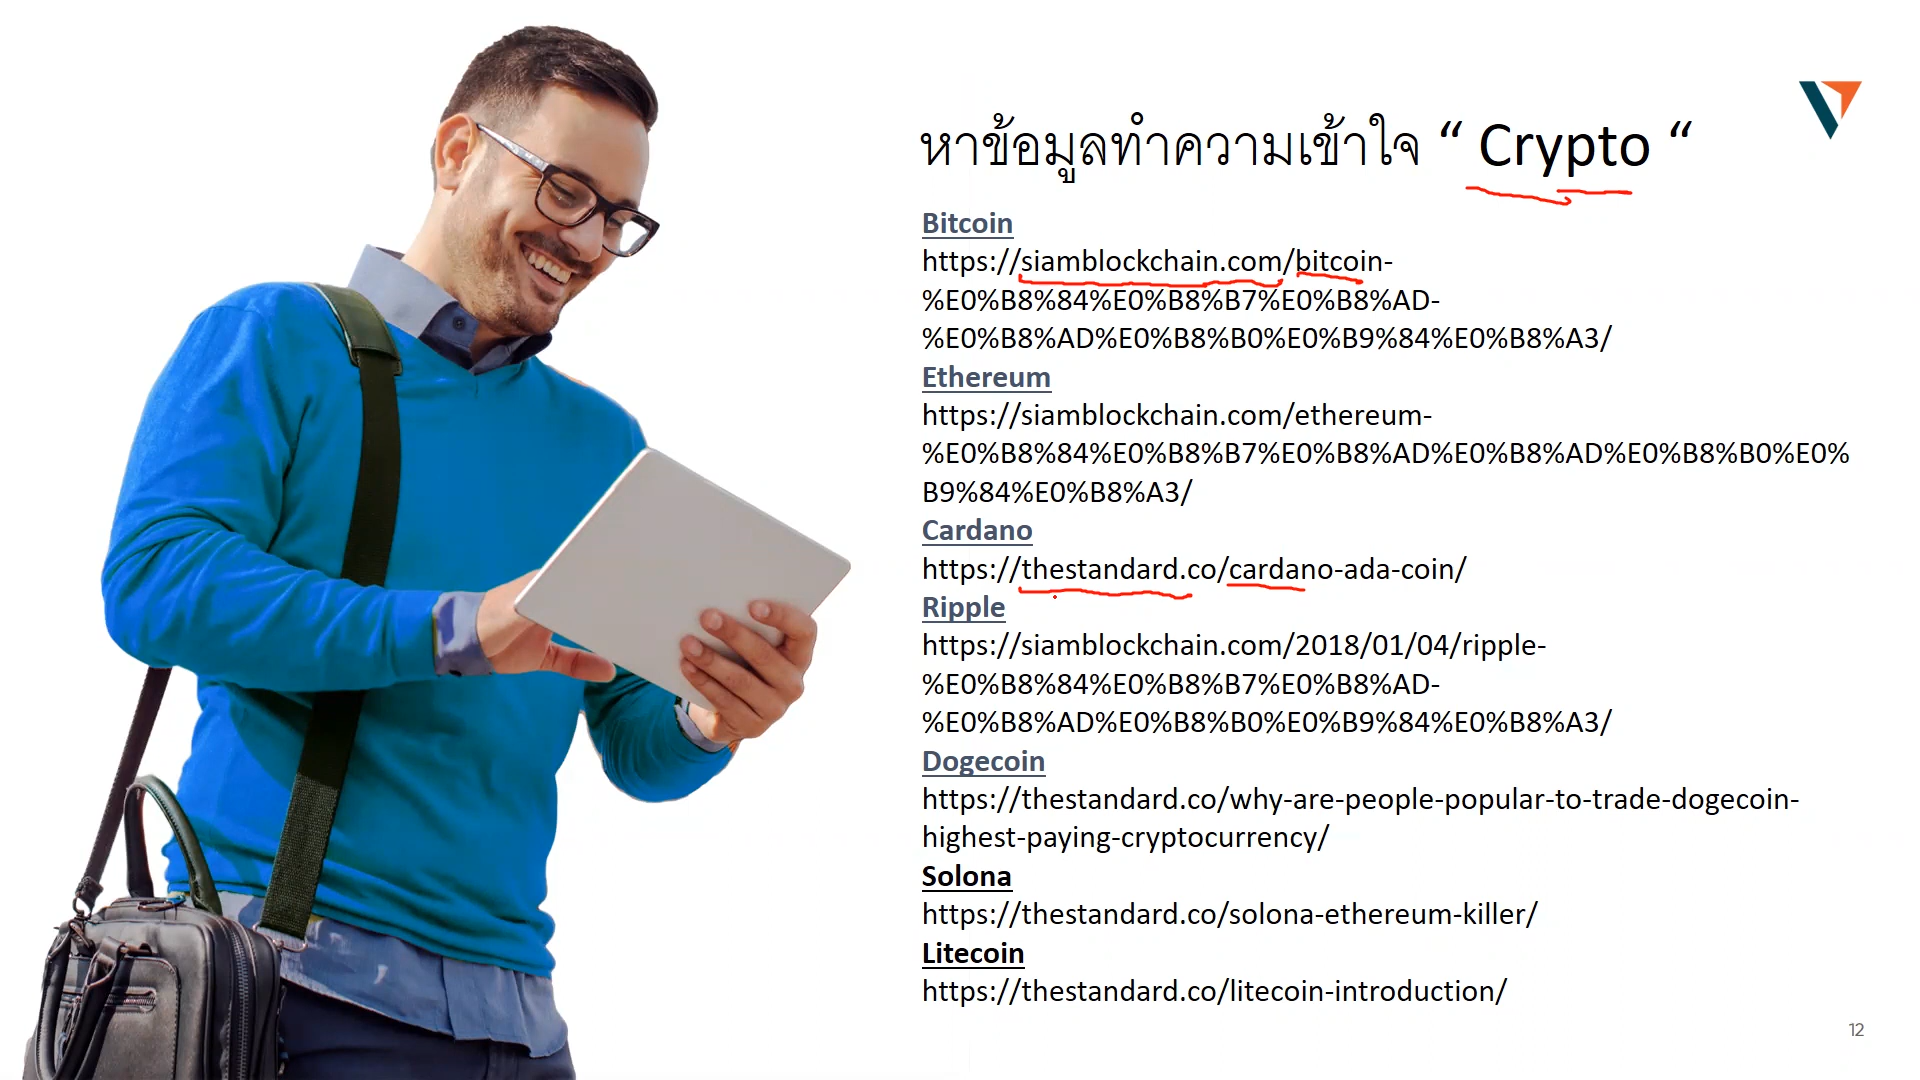 หาข้อมูลทำความเข้าใจ “ Crypto “
Bitcoin
https://siamblockchain.com/bitcoin-
%E0%B8%84%E0%B8%B7%E0%B8%AD-
%E0%B8%AD%E0%B8%B0%E0%B9%84%E0%B8%A3/
Ethereum
https://siamblockchain.com/ethereum-
%E0%B8%84%E0%B8%B7%E0%B8%AD%E0%B8%AD%E0%B8%B0%E0%
B9%84%E0%B8%A3/
Cardano
https://thestandard.co/cardano-ada-coin/
Ripple
https://siamblockchain.com/2018/01/04/ripple-
%E0%B8%84%E0%B8%B7%E0%B8%AD-
%E0%B8%AD%E0%B8%B0%E0%B9%84%E0%B8%A3/
Dogecoin
https://thestandard.co/why-are-people-popular-to-trade-dogecoin-
highest-paying-cryptocurrency/
Solona
https://thestandard.co/solona-ethereum-killer/
Litecoin
https://thestandard.co/litecoin-introduction/
12